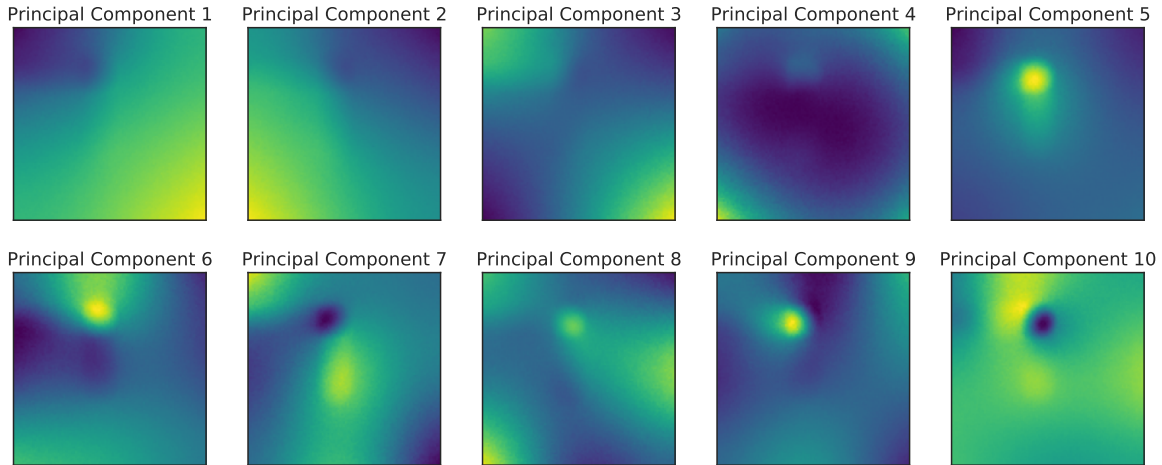 Principal Component 1
Principal Component 2
Principal Component 3
Principal Component 4
Principal Component 5
Principal Component 6
Principal Component 7
Principal Component 8
Principal Component 9
Principal Component 10